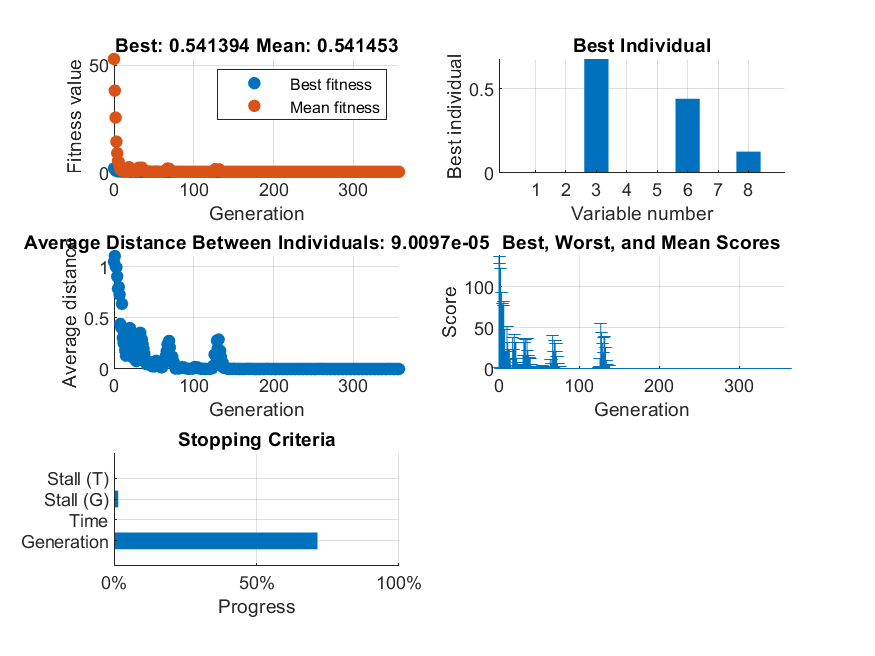 Best: 0.541394 Mean: 0.541453
Fitness value
50
0
Best fitness
Mean fitness
0 100 200 300
Generation
Best Individual
Best individual
0.5
0
1 2 3 4 5 6 7 8
Variable number
Average Distance Between Individuals: 9.0097e-05
Average distance
1
0.5
0
0 100 200 300
Generation
Best, Worst, and Mean Scores
Score
100
50
0
0 100 200 300
Generation
Stopping Criteria
Stall (T)
Stall (G)
Time
Generation
0% 50% 100%
Progress